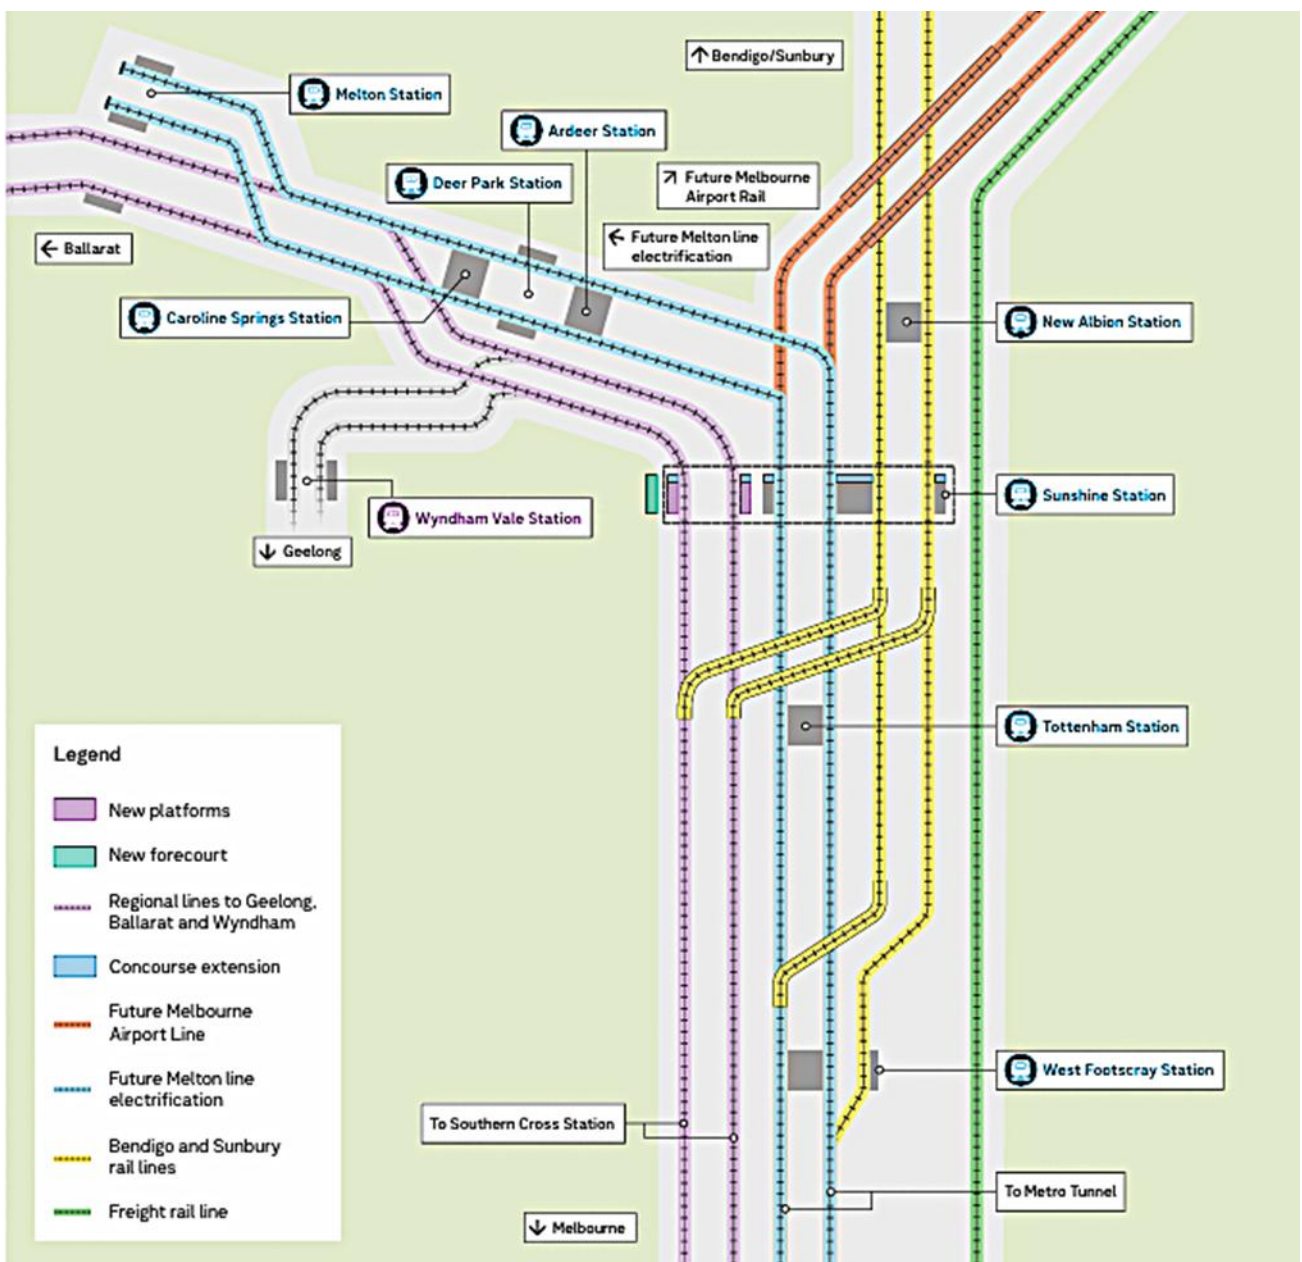 Bendigo/Sunbury
Melton Station
Ardeer Station
Deer Park Station
Future Melbourne
Airport Rail
Ballarat
Future Melton line
electrification
Caroline Springs Station
New Albion Station
Sunshine Station
Wyndham Vale Station
Geelong
Tottenham Station
Legend
New platforms
New forecourt
Regional lines to Geelong,
Ballarat and Wyndham
Concourse extension
Future Melbourne
Airport Line
Future Melton line
electrification
Bendigo and Sunbury
rail lines
Freight rail line
West Footscray Station
To Southern Cross Station
To Metro Tunnel
Melbourne